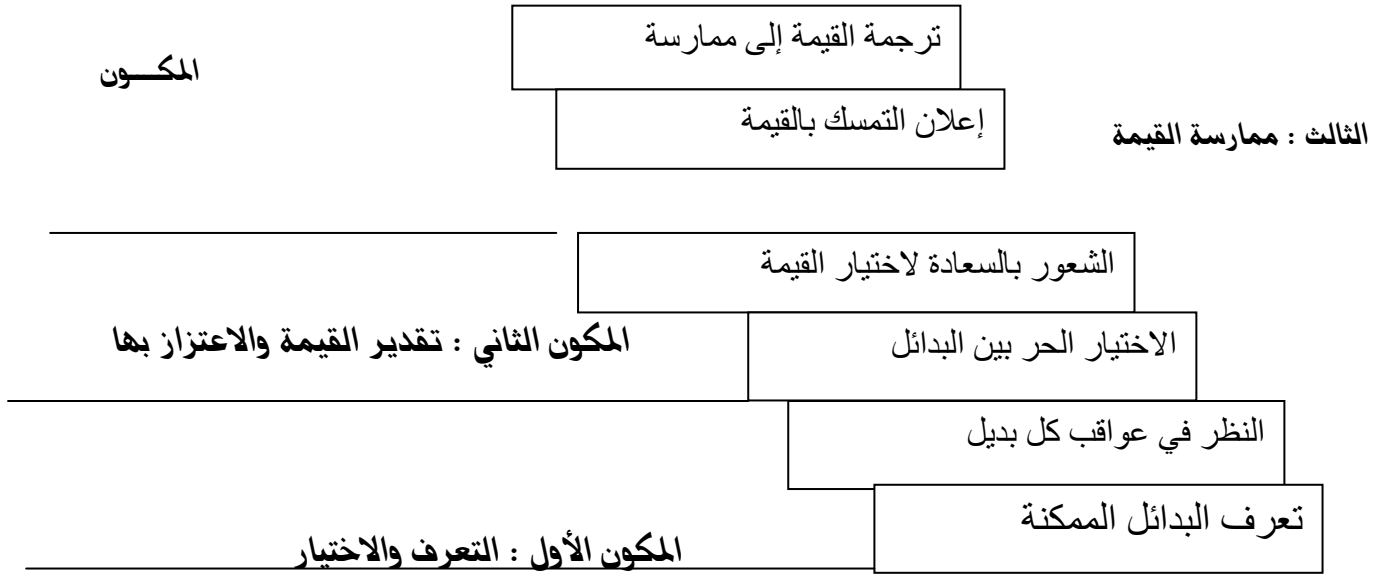 ترجمة القيمة إلى ممارسة
المكـــون
إعلان التمسك بالقيمة
الثالث : ممارسة القيمة
الشعور بالسعادة لاختيار القيمة
الاختيار الحر بين البدائل
المكون الثاني : تقدير القيمة والاعتزاز بها
النظر في عواقب كل بديل
تعرف البدائل الممكنة
المكون الأول : التعرف والاختيار